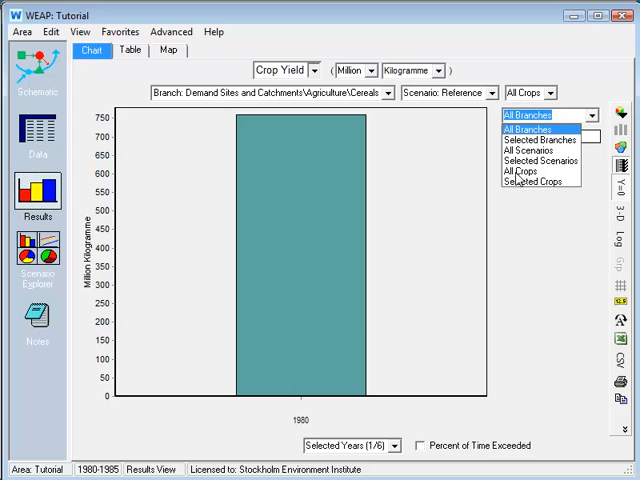 WEAP: Tutorial
Area Edit View Favorites Advanced Help
Chart Table Map
Crop Yield ( Million Kilogramme )
Branch: Demand Sites and Catchments\Agriculture\Cereals Scenario: Reference All Crops
All Branches
All Branches
Selected Branches
All Scenarios
Selected Scenarios
All Crops
Selected Crops
Schematic
Data
Results
Scenario
Explorer
Notes
Million Kilogramme
750
700
650
600
550
500
450
400
350
300
250
200
150
100
50
0
1980
Y=0
3-D
Log
Grp
12.5
CSV
Selected Years (1/6) Percent of Time Exceeded
Area: Tutorial 1980-1985 Results View Licensed to: Stockholm Environment Institute